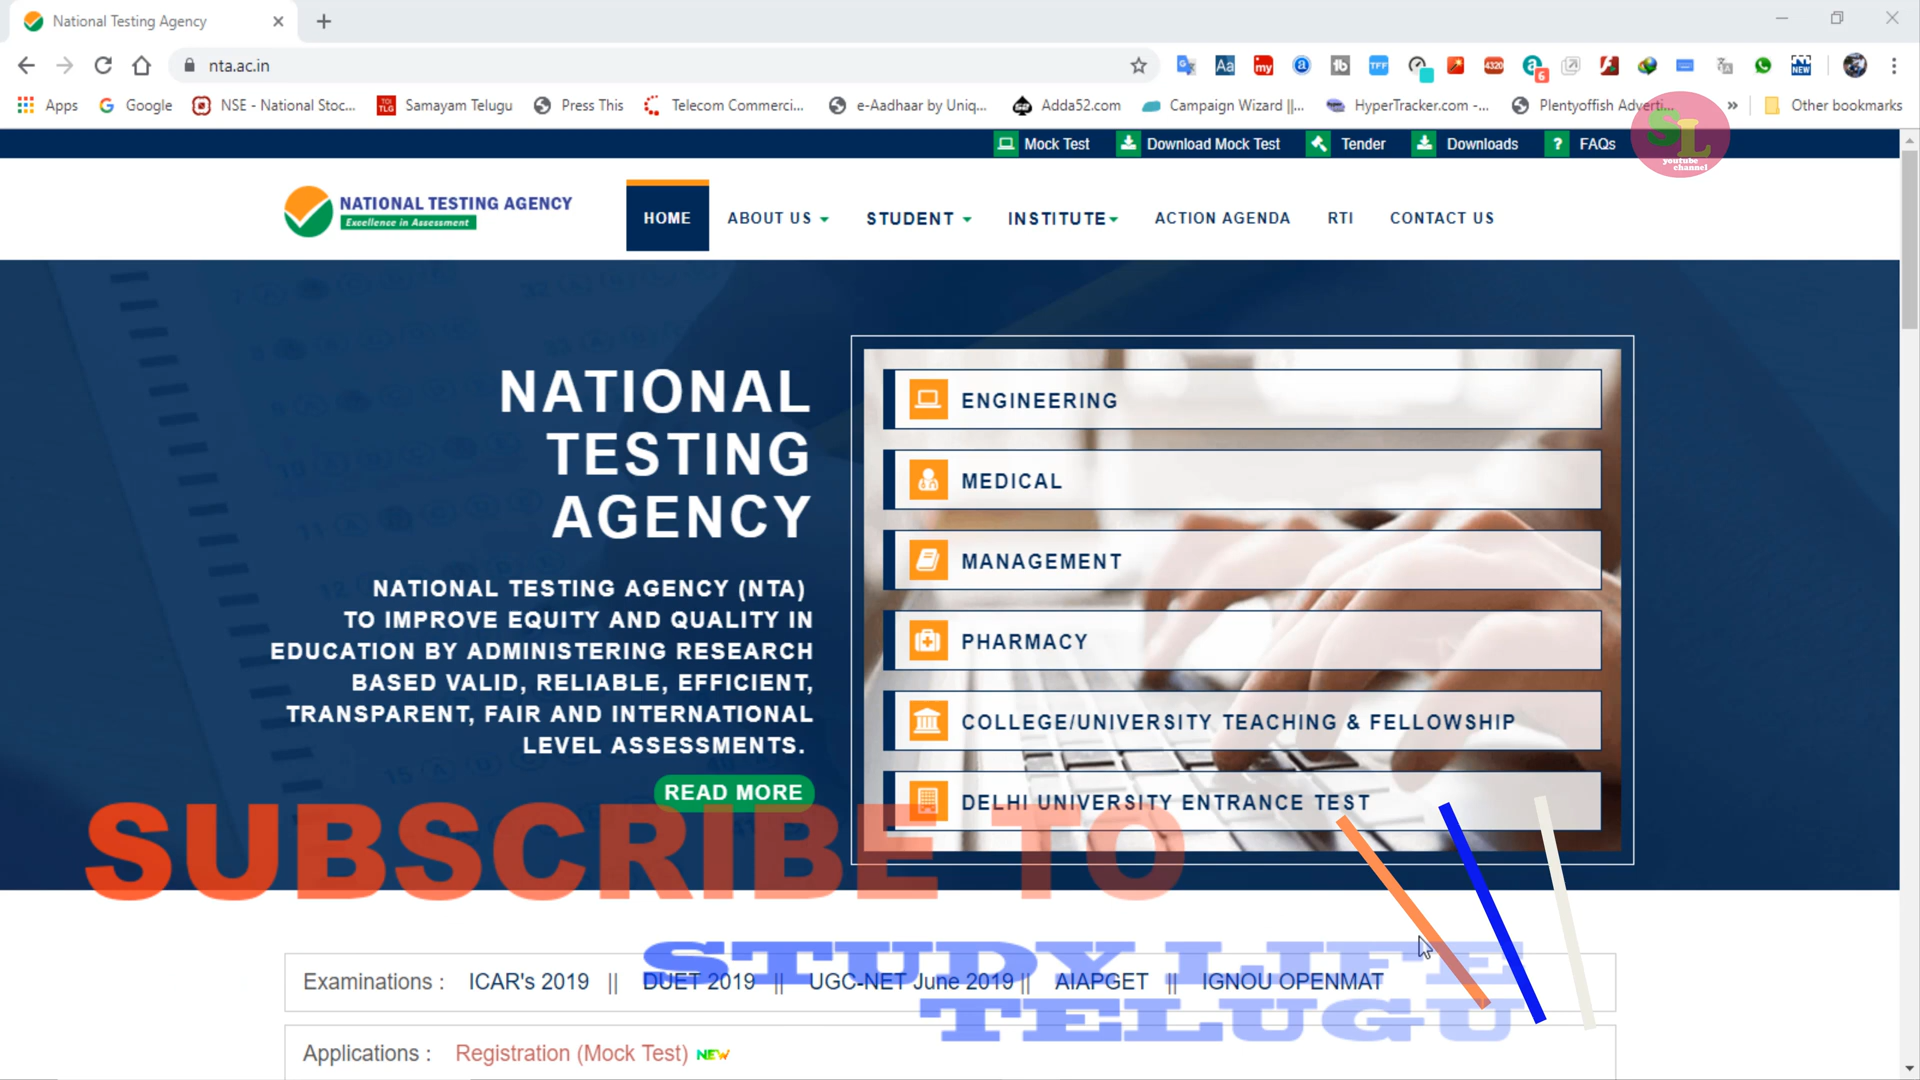 National Testing Agency
nta.ac.in
Apps Google NSE - National Stoc... Samayam Telugu Press This Telecom Commerci... e-Aadhaar by Uniq... Adda52.com Campaign Wizard ||... HyperTracker.com -... Plentyoffish Adverti... Other bookmarks
Mock Test Download Mock Test Tender Downloads FAQs
SL
youtube
channel
NATIONAL TESTING AGENCY
Excellence in Assessment
HOME ABOUT US STUDENT INSTITUTE ACTION AGENDA RTI CONTACT US
NATIONAL
TESTING
AGENCY
NATIONAL TESTING AGENCY (NTA)
TO IMPROVE EQUITY AND QUALITY IN
EDUCATION BY ADMINISTERING RESEARCH
BASED VALID, RELIABLE, EFFICIENT,
TRANSPARENT, FAIR AND INTERNATIONAL
LEVEL ASSESSMENTS.
READ MORE
ENGINEERING
MEDICAL
MANAGEMENT
PHARMACY
COLLEGE/UNIVERSITY TEACHING & FELLOWSHIP
DELHI UNIVERSITY ENTRANCE TEST
SUBSCRIBE TO
STUDY LIFE
TELUGU
Examinations : ICAR's 2019 || DUET 2019 || UGC-NET June 2019 || AIAPGET || IGNOU OPENMAT
Applications : Registration (Mock Test) NEW